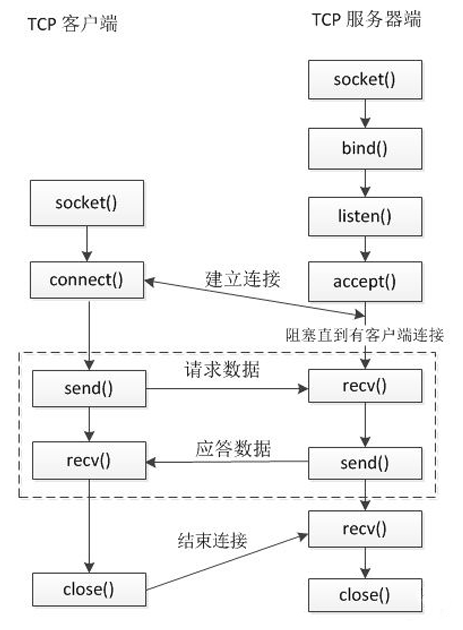 TCP 客户端
TCP 服务器端
socket()
bind()
socket()
listen()
connect()
建立连接
accept()
阻塞直到有客户端连接
send()
请求数据
recv()
recv()
应答数据
send()
结束连接
recv()
close()
close()